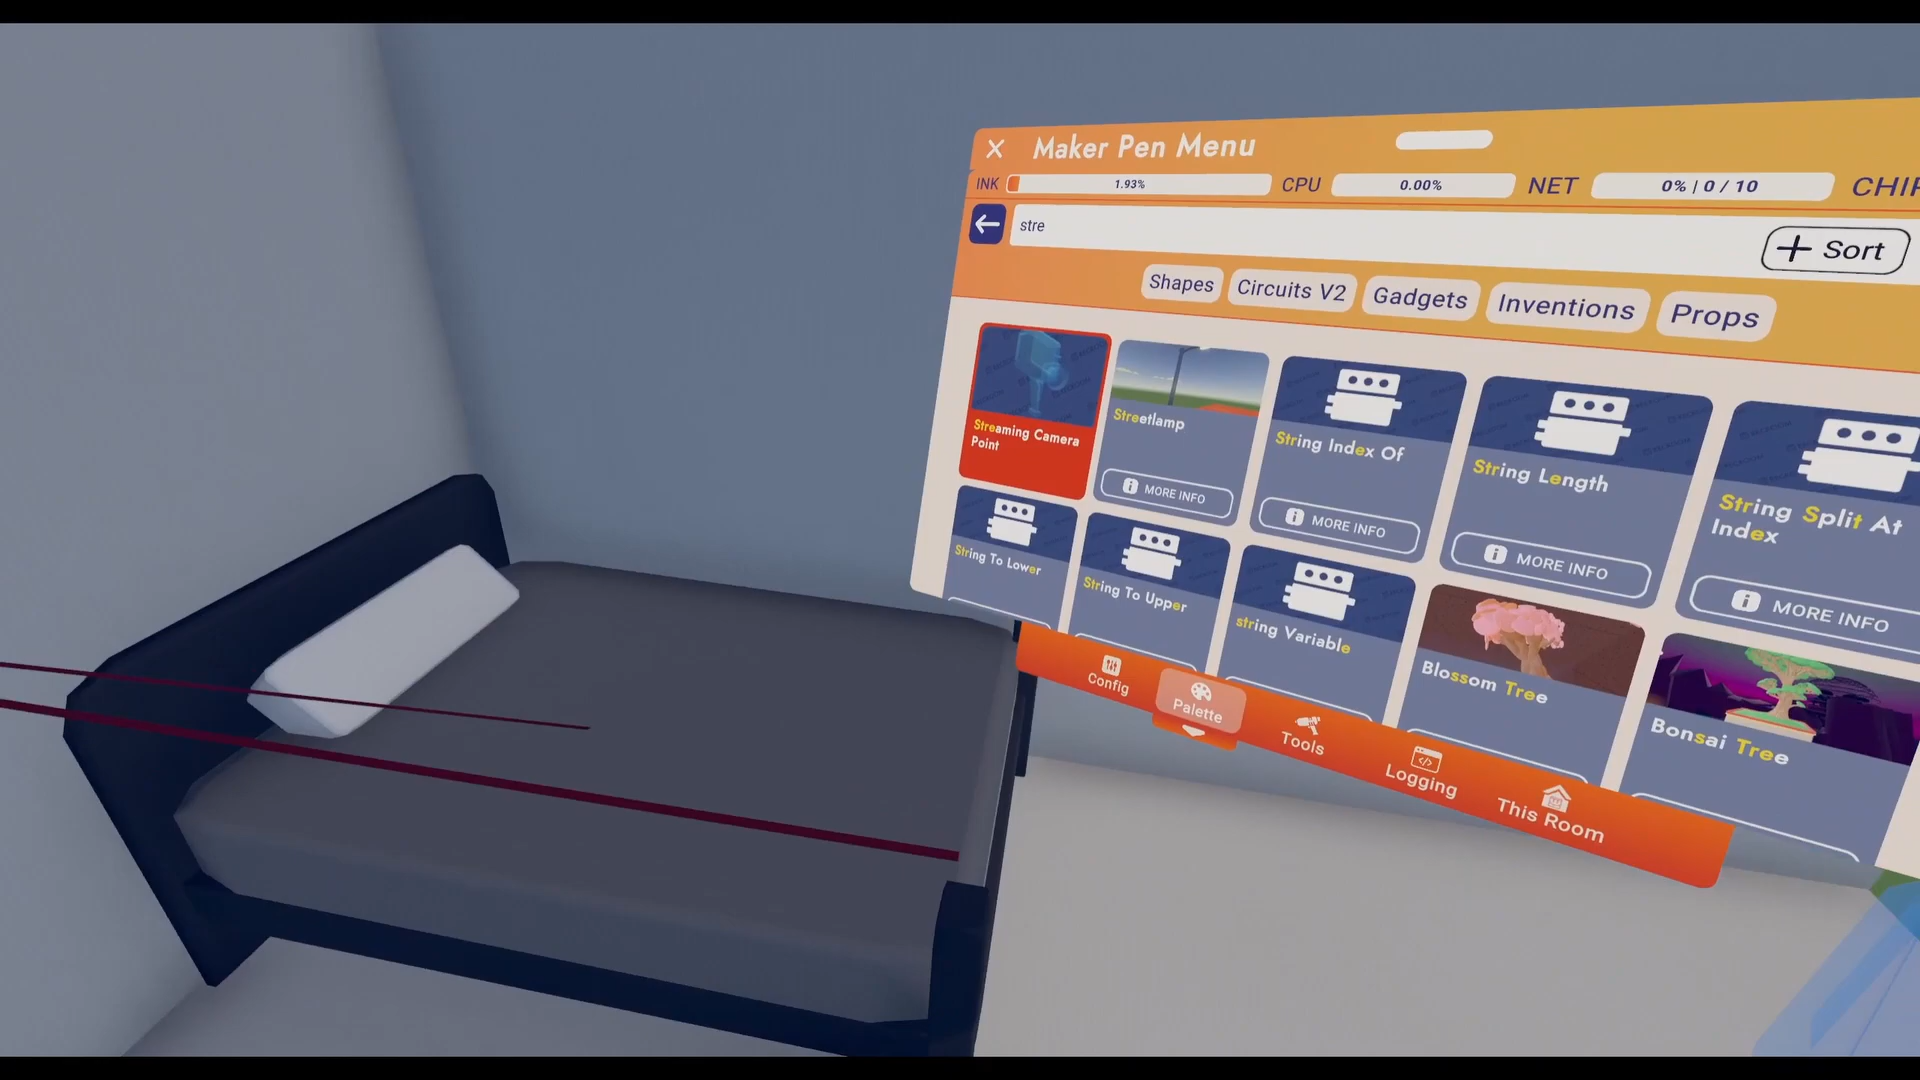 Maker Pen Menu
INK 1.93% CPU 0.00% NET 0% | 0 / 10
stre
Sort
Shapes
Circuits V2
Gadgets
Inventions
Props
Streaming Camera
Point
Streetlamp
MORE INFO
String Index Of
MORE INFO
String Length
MORE INFO
String Split At
Index
MORE INFO
String To Lower
String To Upper
string Variable
Blossom Tree
Bonsai Tree
Config
Palette
Tools
Logging
This Room